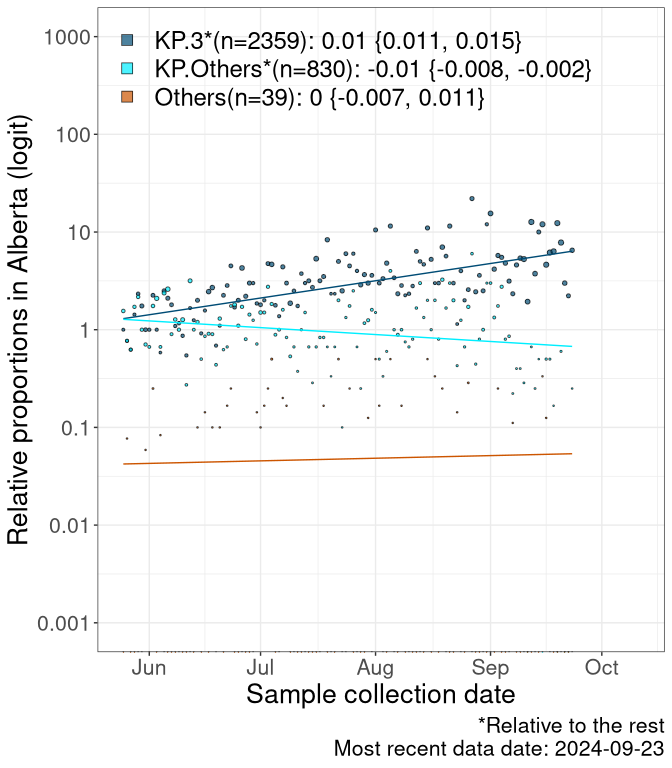 KP.3*(n=2359): 0.01 {0.011, 0.015}
KP.Others*(n=830): -0.01 {-0.008, -0.002}
Others(n=39): 0 {-0.007, 0.011}
Relative proportions in Alberta (logit)
1000
100
10
1
0.1
0.01
0.001
Jun Jul Aug Sep Oct
Sample collection date
*Relative to the rest
Most recent data date: 2024-09-23